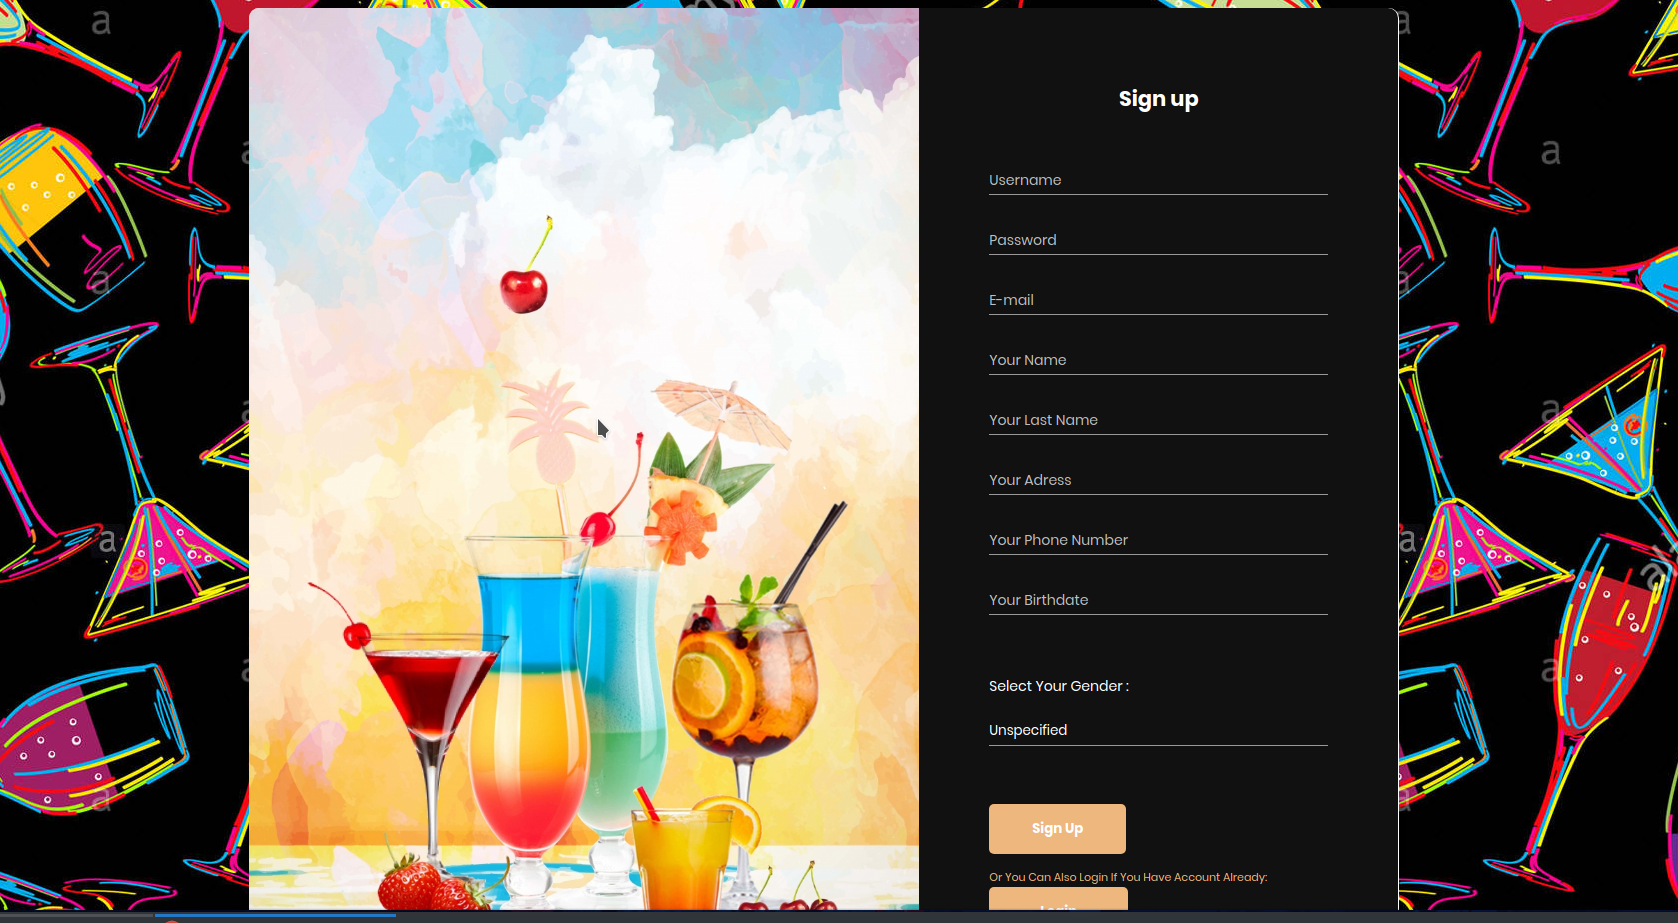 Sign up
Username
Password
E-mail
Your Name
Your Last Name
Your Adress
Your Phone Number
Your Birthdate
Select Your Gender :
Unspecified
Sign Up
Or You Can Also Login If You Have Account Already:
Login